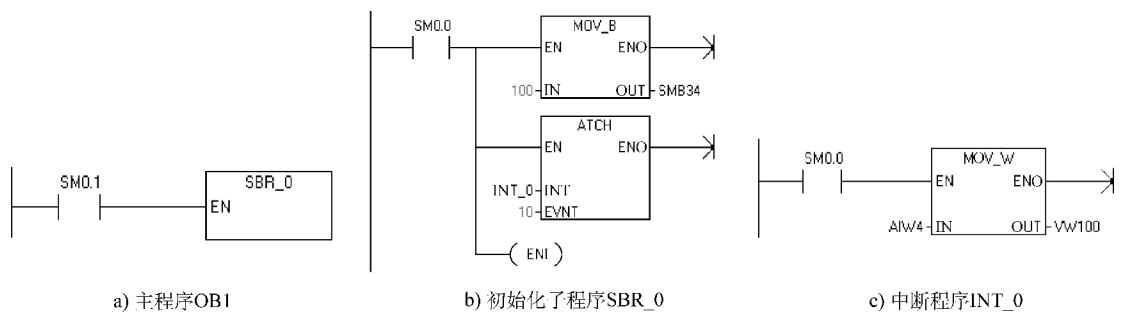 SM0.1
SBR_0
EN
a) 主程序OB1
SM0.0
MOV_B
EN
ENO
100
IN
OUT
SMB34
ATCH
EN
ENO
INT_0
INT
10
EVNT
ENI
b) 初始化了程序SBR_0
SM0.0
MOV_W
EN
ENO
AIW4
IN
OUT
VW100
c) 中断程序INT_0